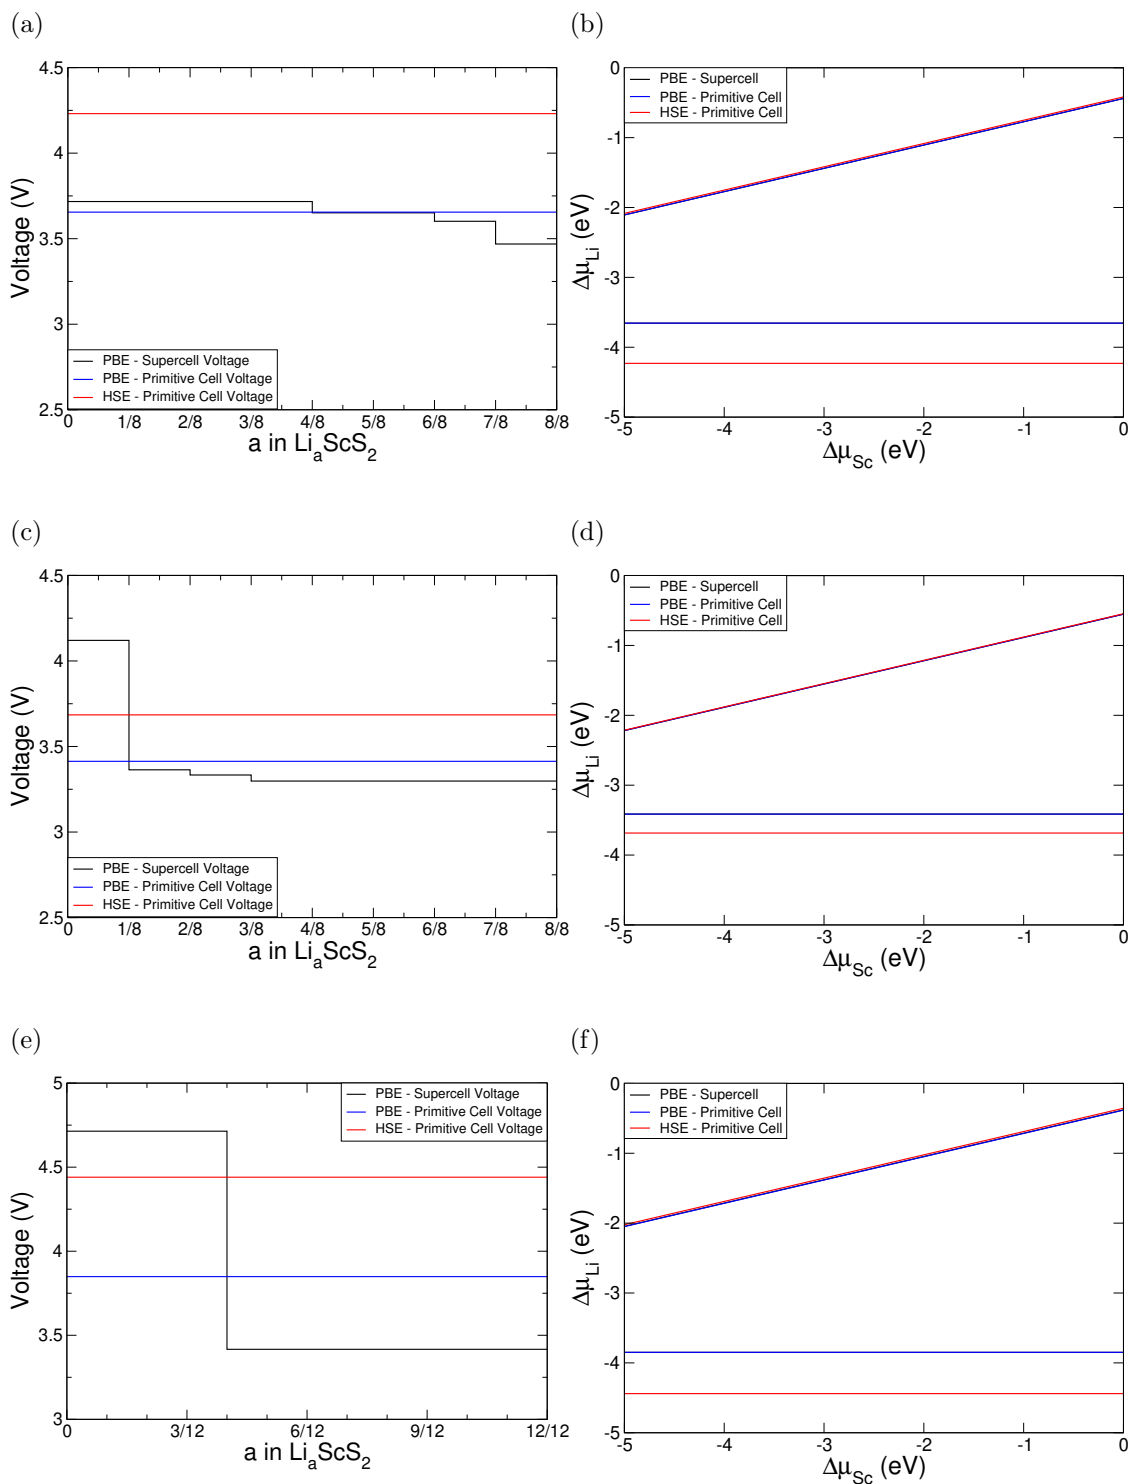 (a)
4.5
4
3.5
3
2.5
Voltage (V)
PBE - Supercell Voltage
PBE - Primitive Cell Voltage
HSE - Primitive Cell Voltage
0 1/8 2/8 3/8 4/8 5/8 6/8 7/8 8/8
a in Li_aScS_2
(b)
0
-1
-2
-3
-4
-5
Δμ_Li (eV)
PBE - Supercell
PBE - Primitive Cell
HSE - Primitive Cell
-5 -4 -3 -2 -1 0
Δμ_Sc (eV)
(c)
4.5
4
3.5
3
2.5
Voltage (V)
PBE - Supercell Voltage
PBE - Primitive Cell Voltage
HSE - Primitive Cell Voltage
0 1/8 2/8 3/8 4/8 5/8 6/8 7/8 8/8
a in Li_aScS_2
(d)
0
-1
-2
-3
-4
-5
Δμ_Li (eV)
PBE - Supercell
PBE - Primitive Cell
HSE - Primitive Cell
-5 -4 -3 -2 -1 0
Δμ_Sc (eV)
(e)
5
4.5
4
3.5
3
Voltage (V)
PBE - Supercell Voltage
PBE - Primitive Cell Voltage
HSE - Primitive Cell Voltage
0 3/12 6/12 9/12 12/12
a in Li_aScS_2
(f)
0
-1
-2
-3
-4
-5
Δμ_Li (eV)
PBE - Supercell
PBE - Primitive Cell
HSE - Primitive Cell
-5 -4 -3 -2 -1 0
Δμ_Sc (eV)